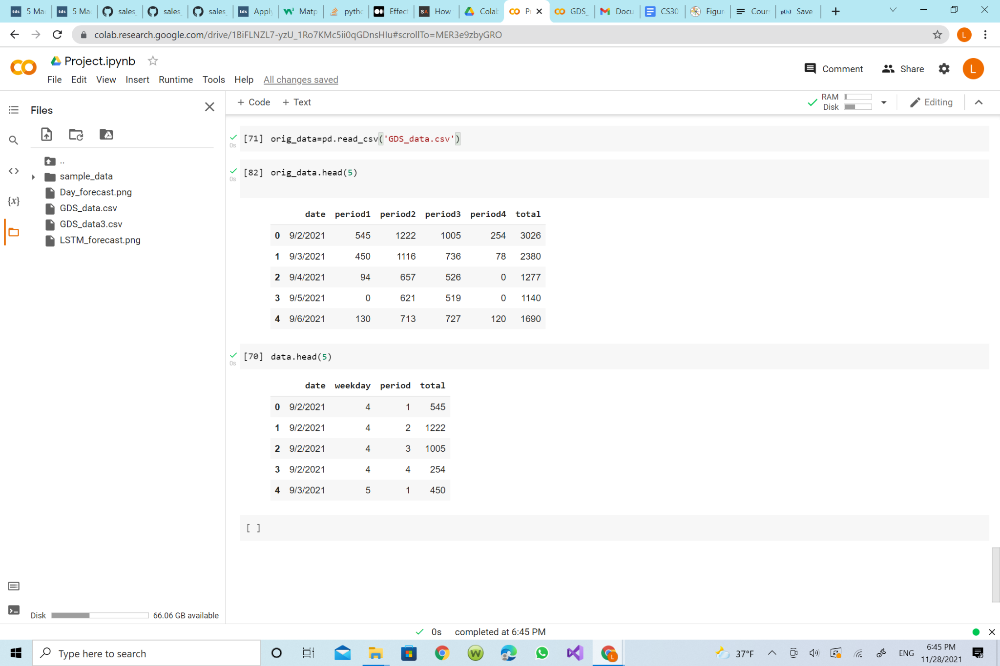 5 Ma
5 Ma
sales_
sales_
sales_
Apply
Matp
pytho
Effect
How
Colab
P
GDS_
Docu
CS30
Figur
Cour
Save
colab.research.google.com/drive/1BiFLNZL7-yzU_1Ro7KMc5ii0qGDnsHIu#scrollTo=MER3e9zbyGRO
L
Project.ipynb
Comment
Share
L
File Edit View Insert Runtime Tools Help All changes saved
Files
+ Code + Text
RAM
Disk
Editing
..
sample_data
Day_forecast.png
GDS_data.csv
GDS_data3.csv
LSTM_forecast.png
[71] orig_data=pd.read_csv('GDS_data.csv')
0s
[82] orig_data.head(5)
0s
date period1 period2 period3 period4 total
0 9/2/2021 545 1222 1005 254 3026
1 9/3/2021 450 1116 736 78 2380
2 9/4/2021 94 657 526 0 1277
3 9/5/2021 0 621 519 0 1140
4 9/6/2021 130 713 727 120 1690
[70] data.head(5)
0s
date weekday period total
0 9/2/2021 4 1 545
1 9/2/2021 4 2 1222
2 9/2/2021 4 3 1005
3 9/2/2021 4 4 254
4 9/3/2021 5 1 450
[ ]
Disk 66.06 GB available
0s completed at 6:45 PM
Type here to search
37°F
ENG
6:45 PM
11/28/2021